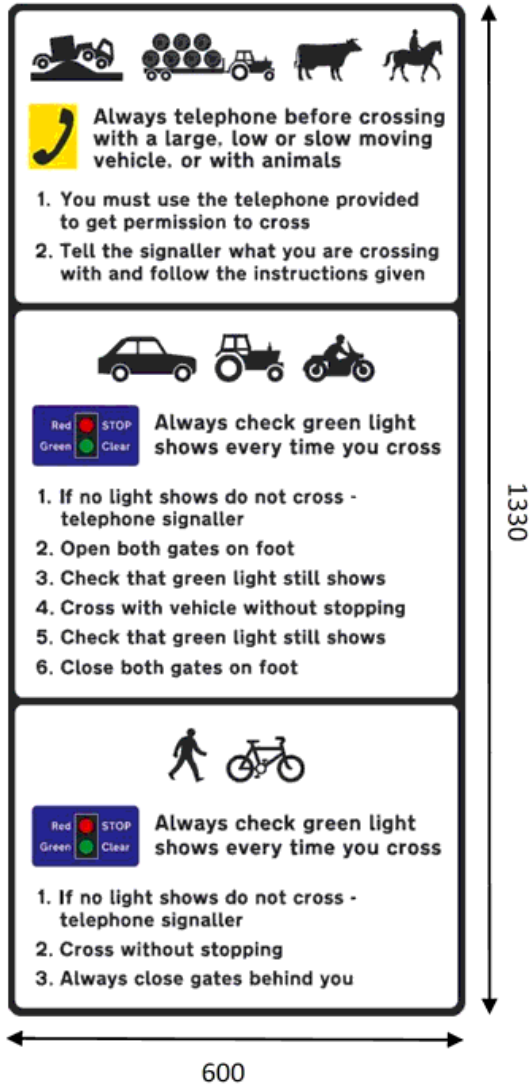 Always telephone before crossing
with a large, low or slow moving
vehicle, or with animals
1. You must use the telephone provided
to get permission to cross
2. Tell the signaller what you are crossing
with and follow the instructions given
Red STOP
Green Clear
Always check green light
shows every time you cross
1. If no light shows do not cross -
telephone signaller
2. Open both gates on foot
3. Check that green light still shows
4. Cross with vehicle without stopping
5. Check that green light still shows
6. Close both gates on foot
Red STOP
Green Clear
Always check green light
shows every time you cross
1. If no light shows do not cross -
telephone signaller
2. Cross without stopping
3. Always close gates behind you
1330
600